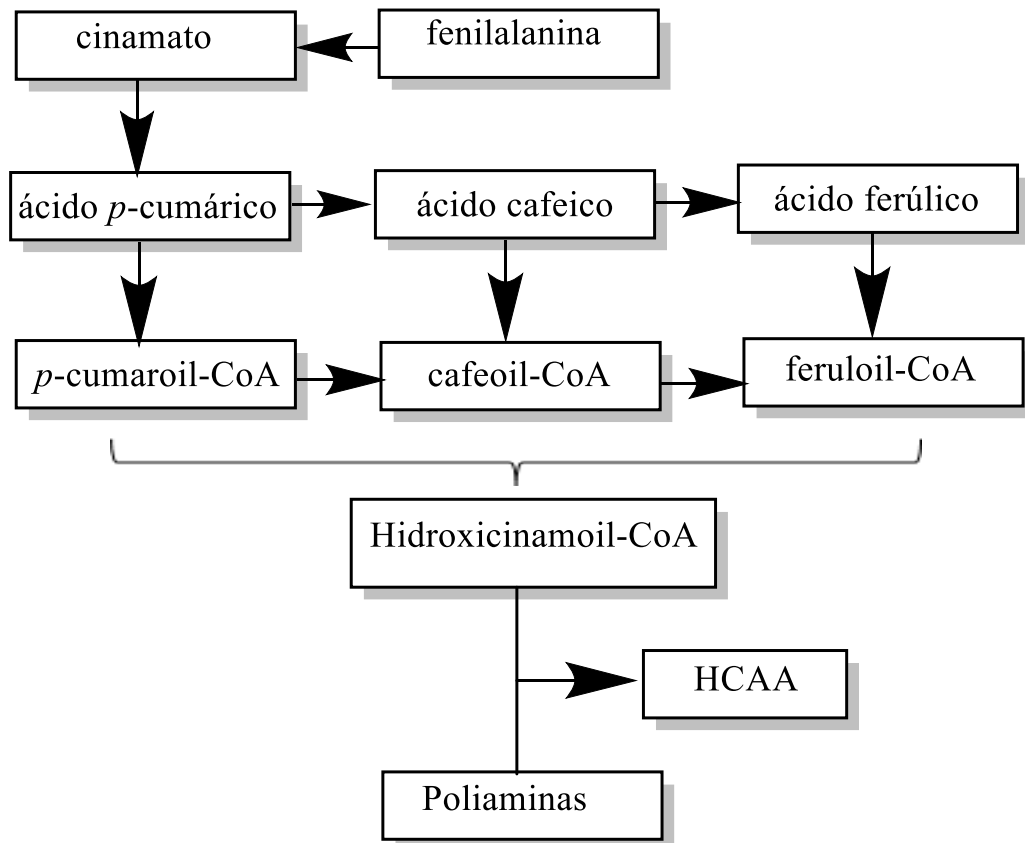 cinamato
fenilalanina
ácido p-cumárico
ácido cafeico
ácido ferúlico
p-cumaroil-CoA
cafeoil-CoA
feruloil-CoA
Hidroxicinamoil-CoA
HCAA
Poliaminas